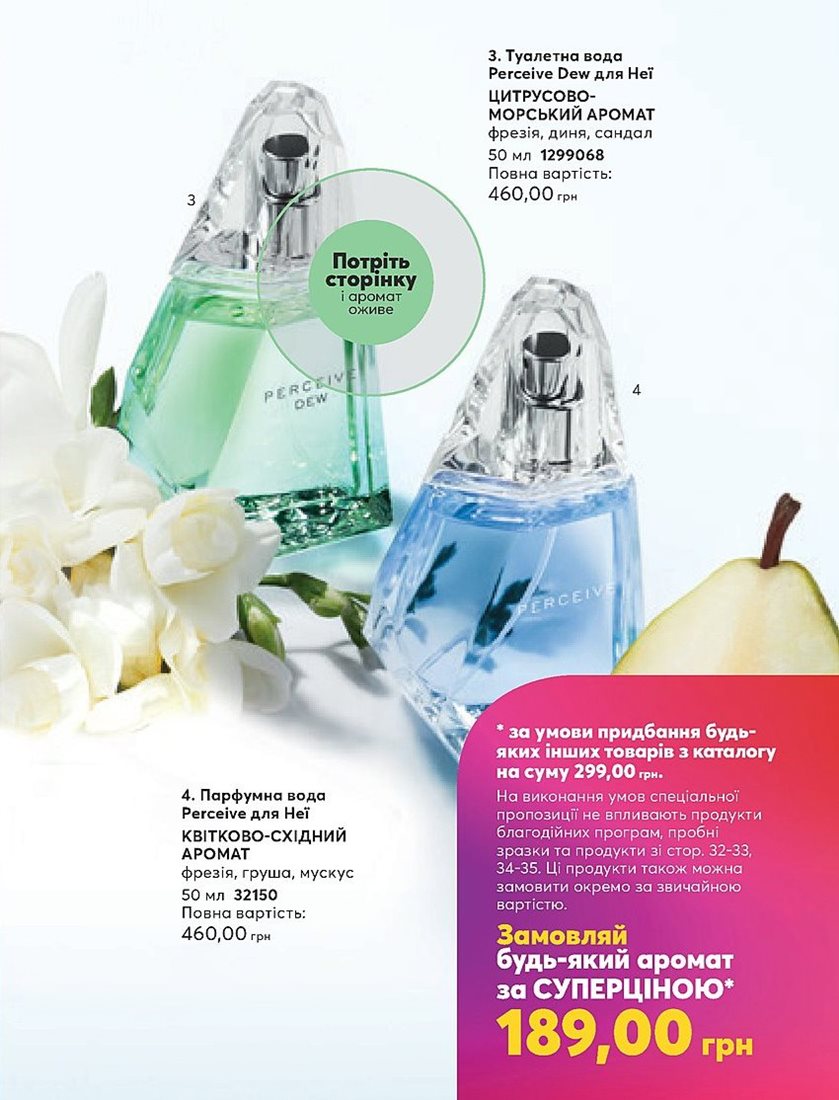 3. Туалетна вода
Perceive Dew для Неї
ЦИТРУСОВО-
МОРСЬКИЙ АРОМАТ
фрезія, диня, сандал
50 мл 1299068
Повна вартість:
460,00 грн
3
Потріть
сторінку
і аромат
оживе
PERCEIVE
DEW
4
PERCEIVE
4. Парфумна вода
Perceive для Неї
КВІТКОВО-СХІДНИЙ
АРОМАТ
фрезія, груша, мускус
50 мл 32150
Повна вартість:
460,00 грн
* за умови придбання будь-
яких інших товарів з каталогу
на суму 299,00 грн.
На виконання умов спеціальної
пропозиції не впливають продукти
благодійних програм, пробні
зразки та продукти зі стор. 32-33,
34-35. Ці продукти також можна
замовити окремо за звичайною
вартістю.
Замовляй
будь-який аромат
за СУПЕРЦІНОЮ*
189,00 грн